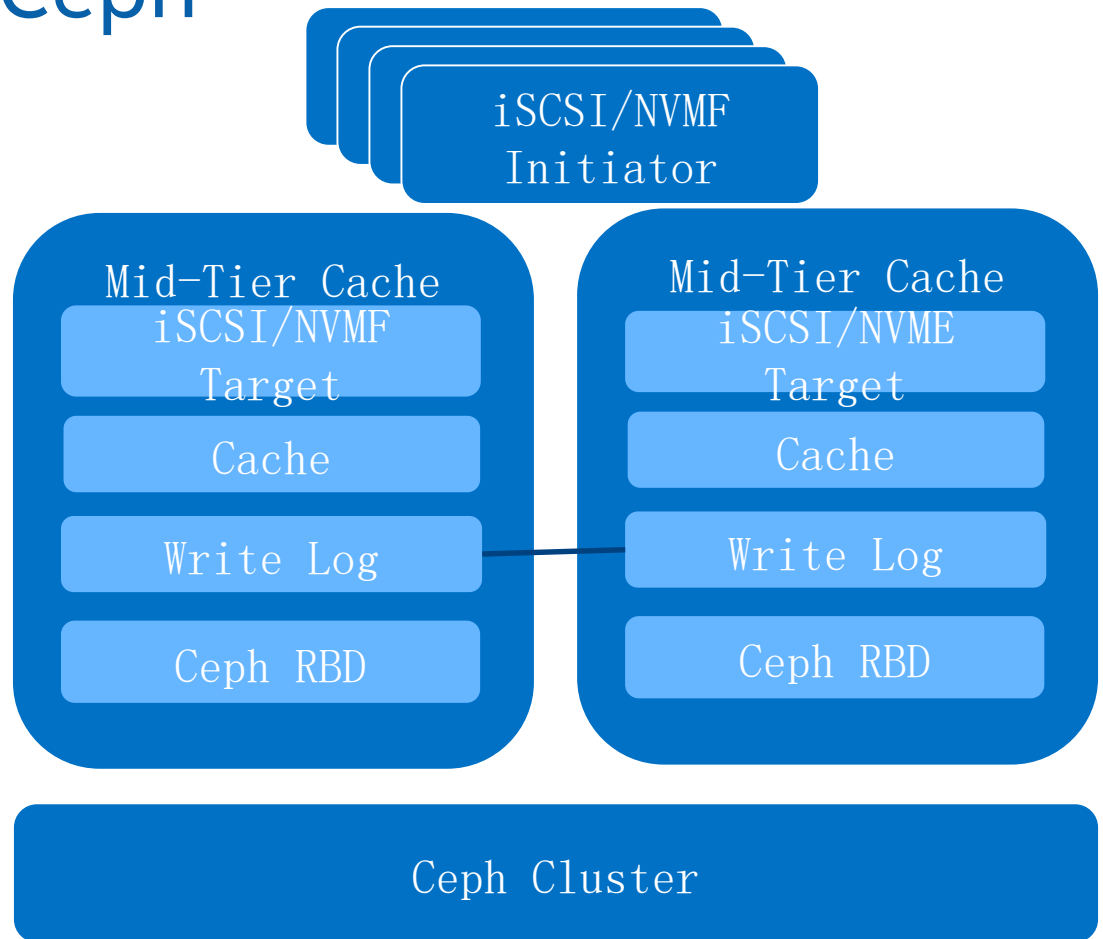 Ceph
iSCSI/NVMF
Initiator
Mid-Tier Cache
iSCSI/NVMF
Target
Cache
Write Log
Ceph RBD
Mid-Tier Cache
iSCSI/NVME
Target
Cache
Write Log
Ceph RBD
Ceph Cluster